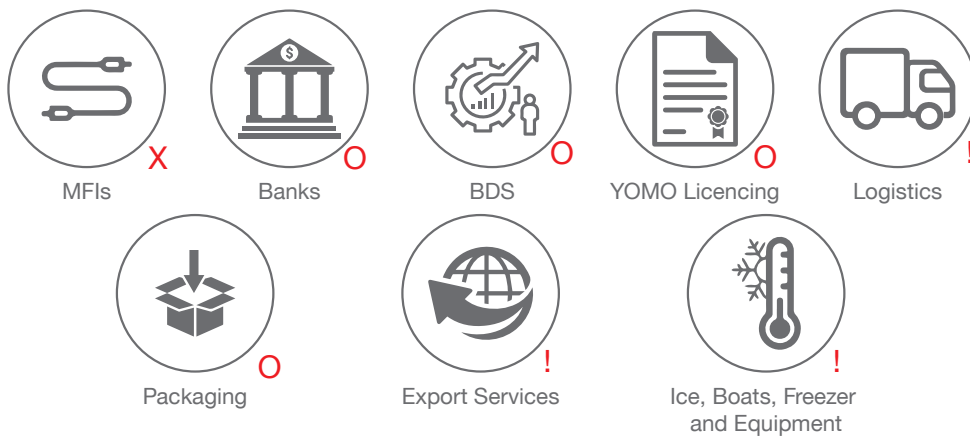 $
X
O
O
O
!
MFIs
Banks
BDS
YOMO Licencing
Logistics
O
!
!
Packaging
Export Services
Ice, Boats, Freezer
and Equipment